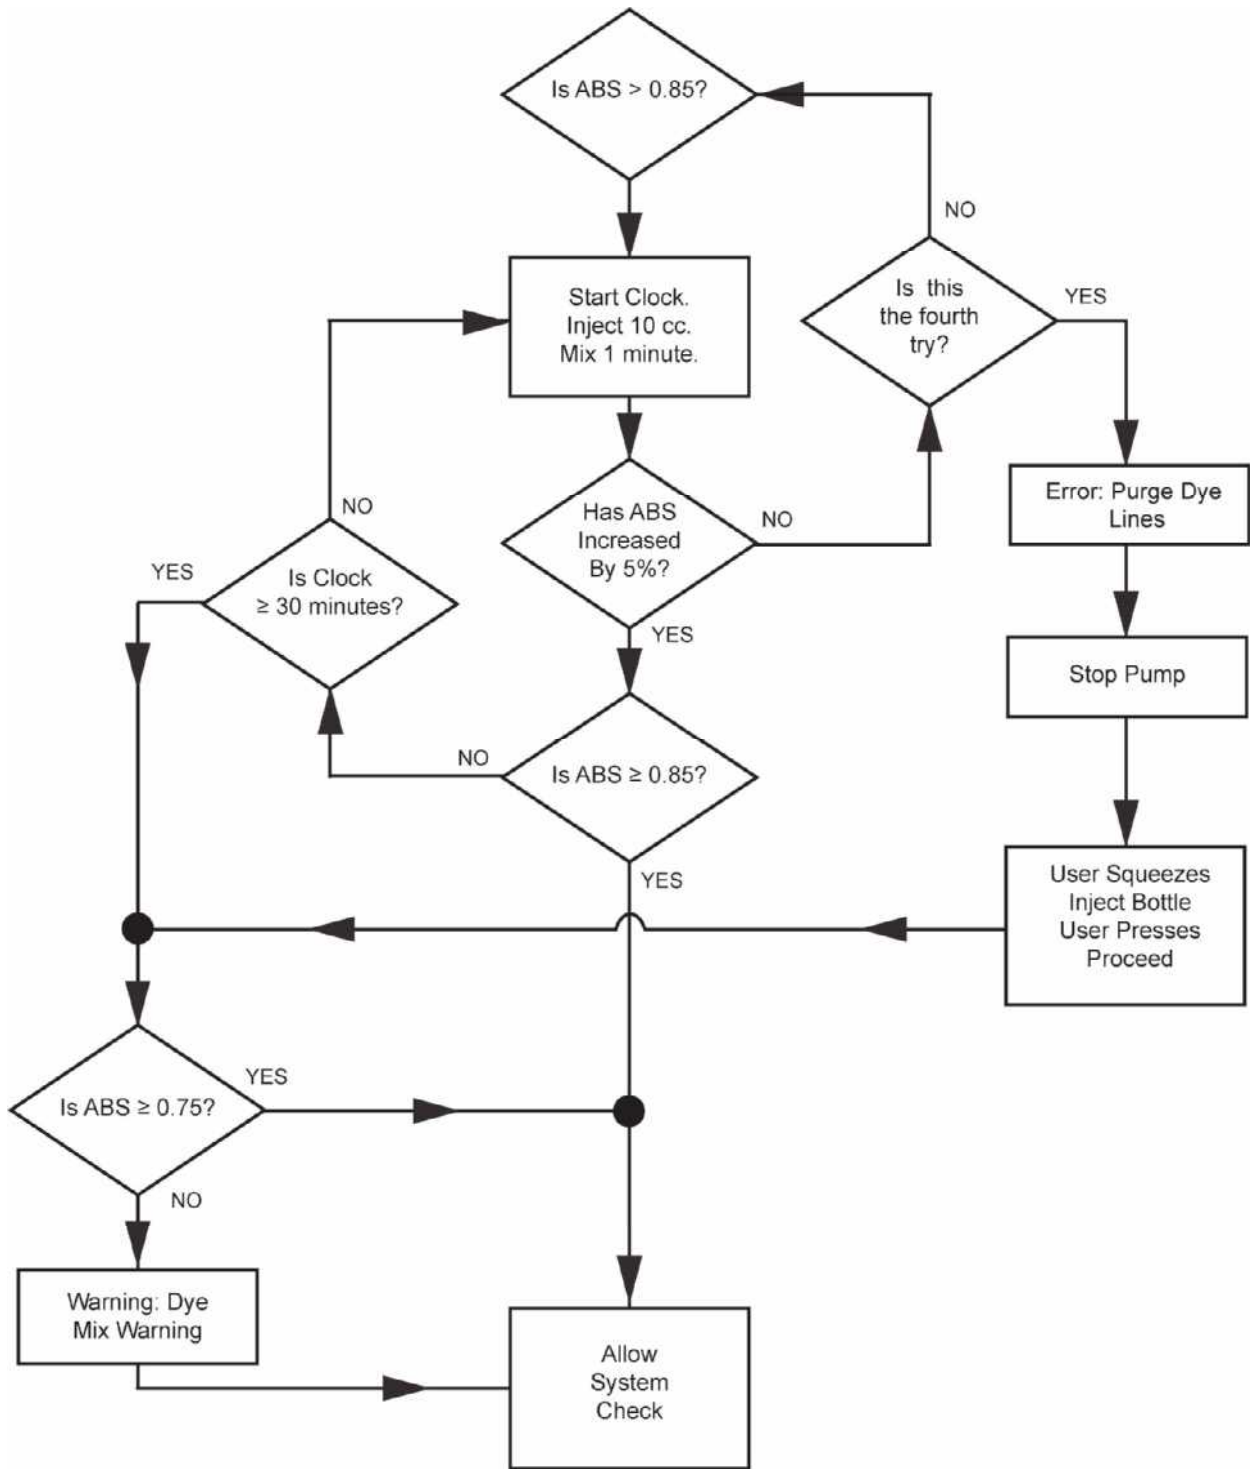 Is ABS > 0.85?
NO
Start Clock.
Inject 10 cc.
Mix 1 minute.
Is this
the fourth
try?
YES
NO
Has ABS
Increased
By 5%?
NO
Error: Purge Dye
Lines
YES
Is Clock
≥ 30 minutes?
YES
Stop Pump
NO
Is ABS ≥ 0.85?
YES
User Squeezes
Inject Bottle
User Presses
Proceed
Is ABS ≥ 0.75?
YES
NO
Warning: Dye
Mix Warning
Allow
System
Check